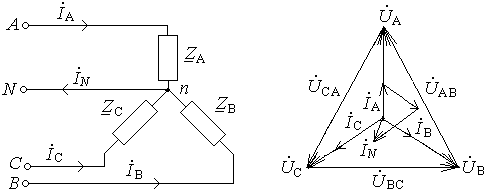 A İ_A
Z_A
N İ_N n
Z_C Z_B
C İ_C
B İ_B
U̇_A
U̇_CA U̇_AB
İ_A
İ_C İ_B
İ_N
U̇_C U̇_BC U̇_B